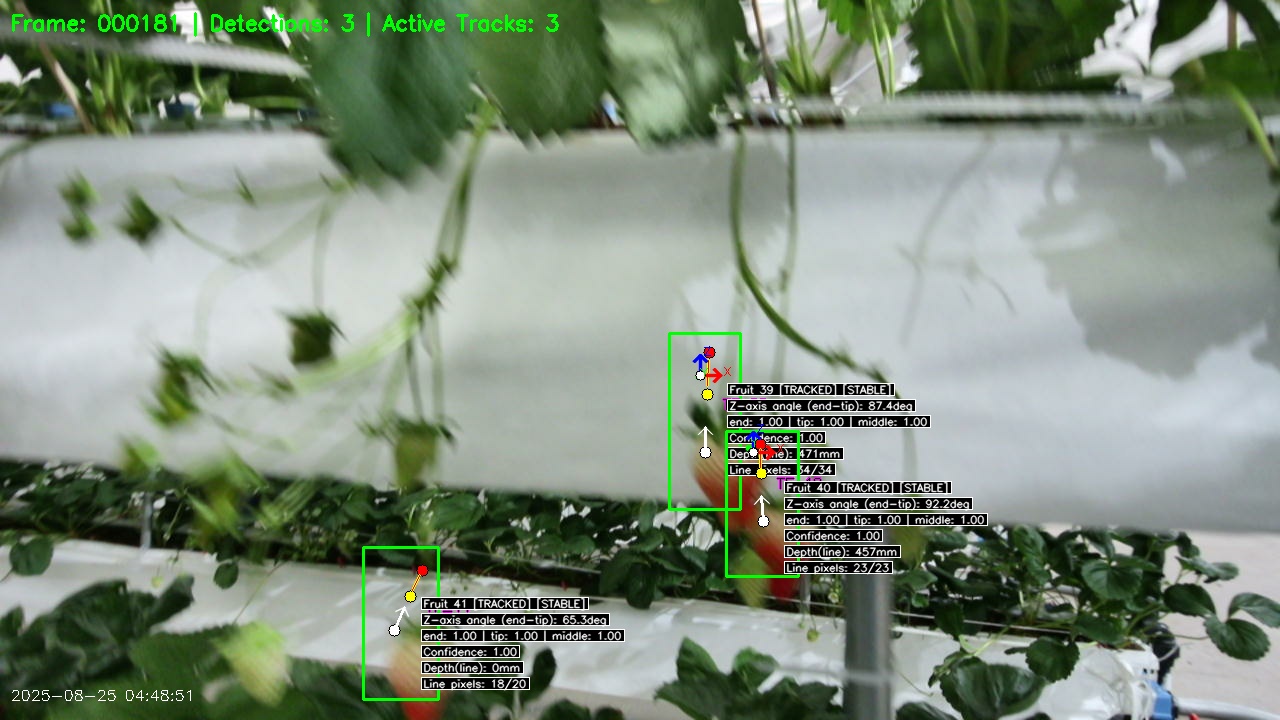 Frame: 000181 | Detections: 3 | Active Tracks: 3
X
Fruit 39 [TRACKED] [STABLE]
Z-axis angle (end-tip): 87.4deg
end: 1.00 | tip: 1.00 | middle: 1.00
1.00
471mm
Line pixels: 34/34
Fruit 40 [TRACKED] [STABLE]
Z-axis angle (end-tip): 92.2deg
end: 1.00 | tip: 1.00 | middle: 1.00
Confidence: 1.00
Depth(line): 457mm
Line pixels: 23/23
Fruit 41 [TRACKED] [STABLE]
Z-axis angle (end-tip): 65.3deg
end: 1.00 | tip: 1.00 | middle: 1.00
Confidence: 1.00
Depth(line): 0mm
Line pixels: 18/20
2025-08-25 04:48:51